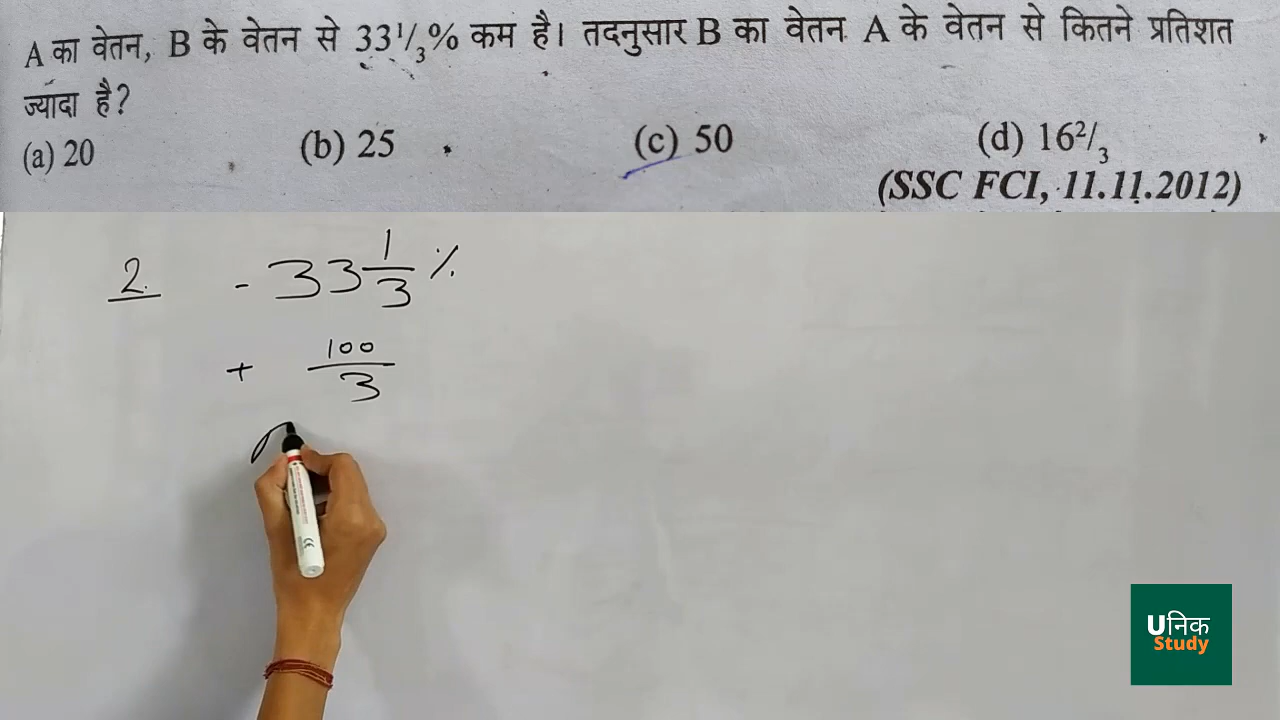 A का वेतन, B के वेतन से 33¹/₃% कम है। तदनुसार B का वेतन A के वेतन से कितने प्रतिशत
ज्यादा है?
(a) 20 (b) 25 (c) 50 (d) 16²/₃
(SSC FCI, 11.11.2012)
2. - 33 1/3 %
+ 100/3
Uनिक
Study